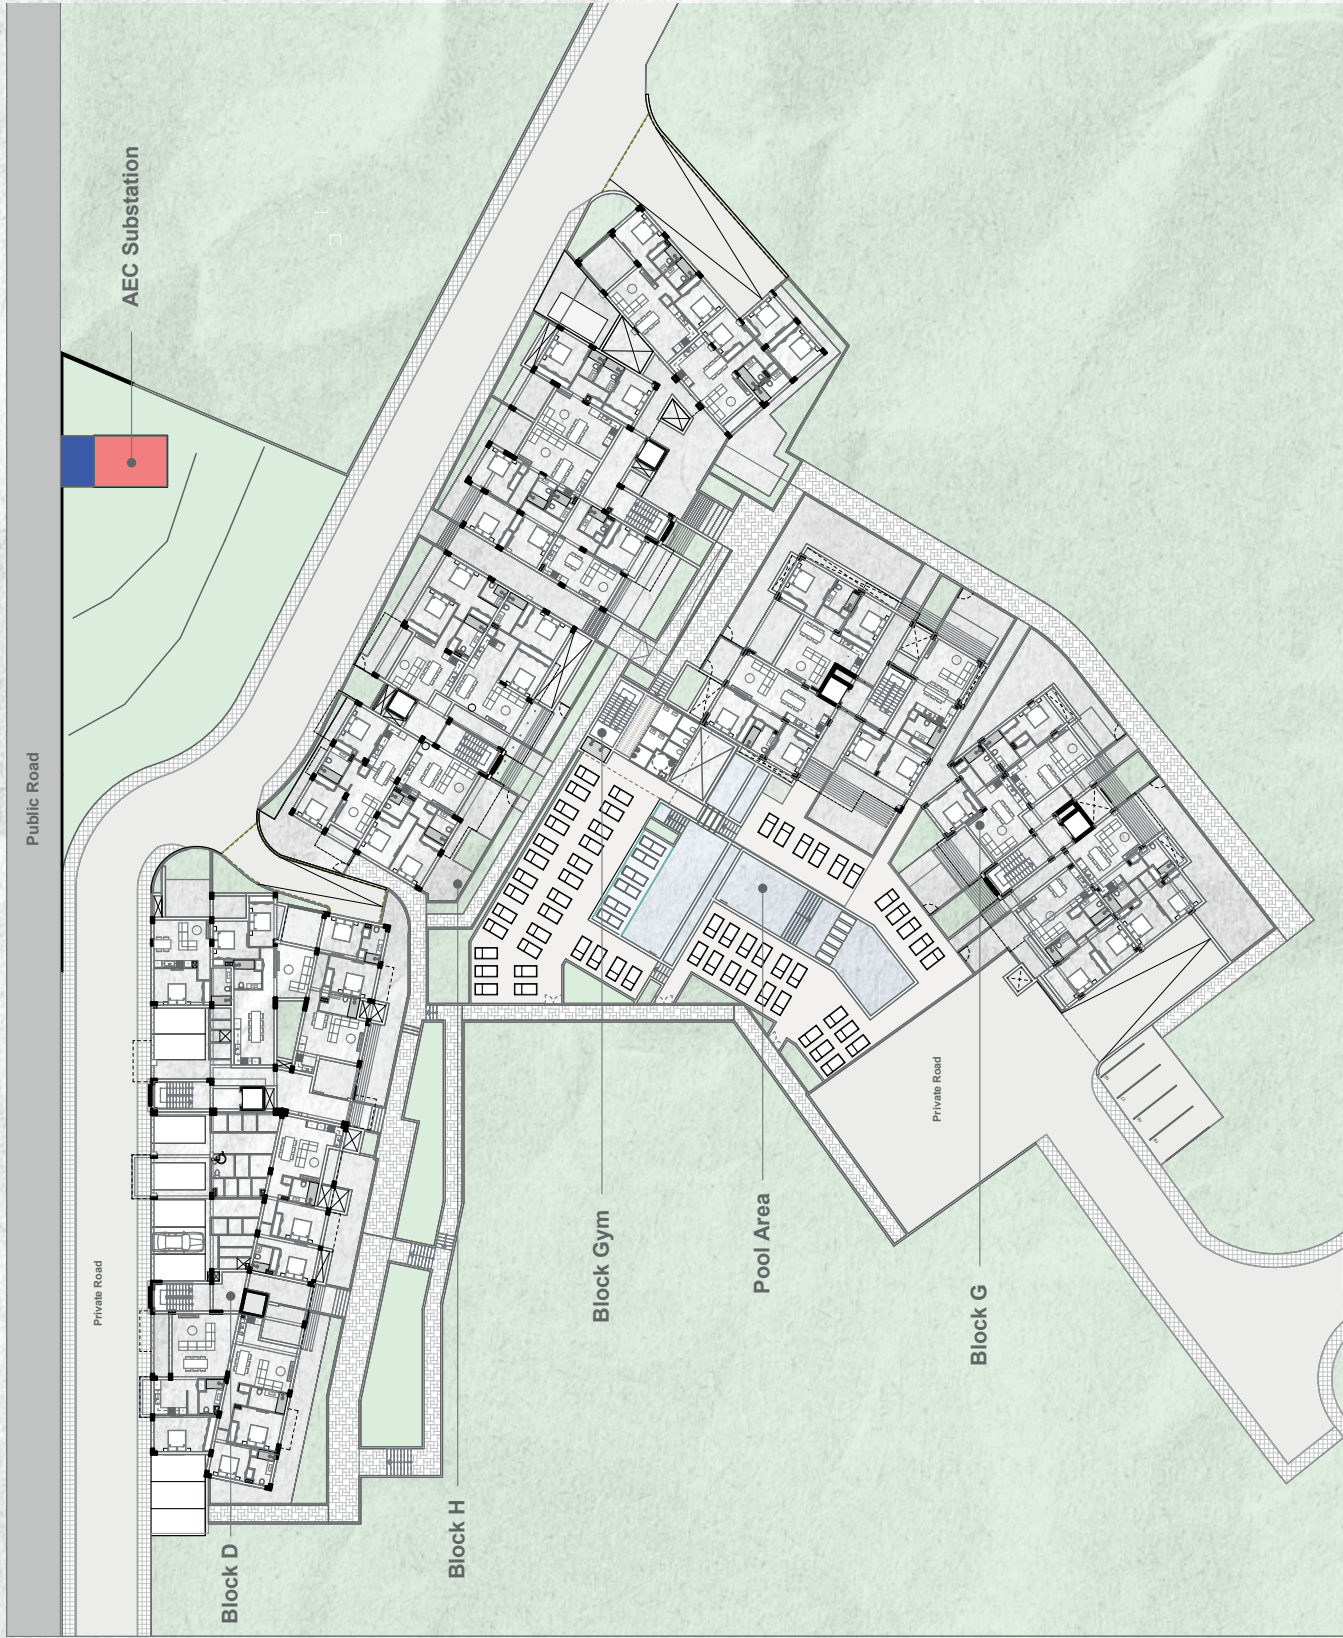 Public Road
AEC Substation
Private Road
Block D
Block H
Block Gym
Pool Area
Block G
Private Road